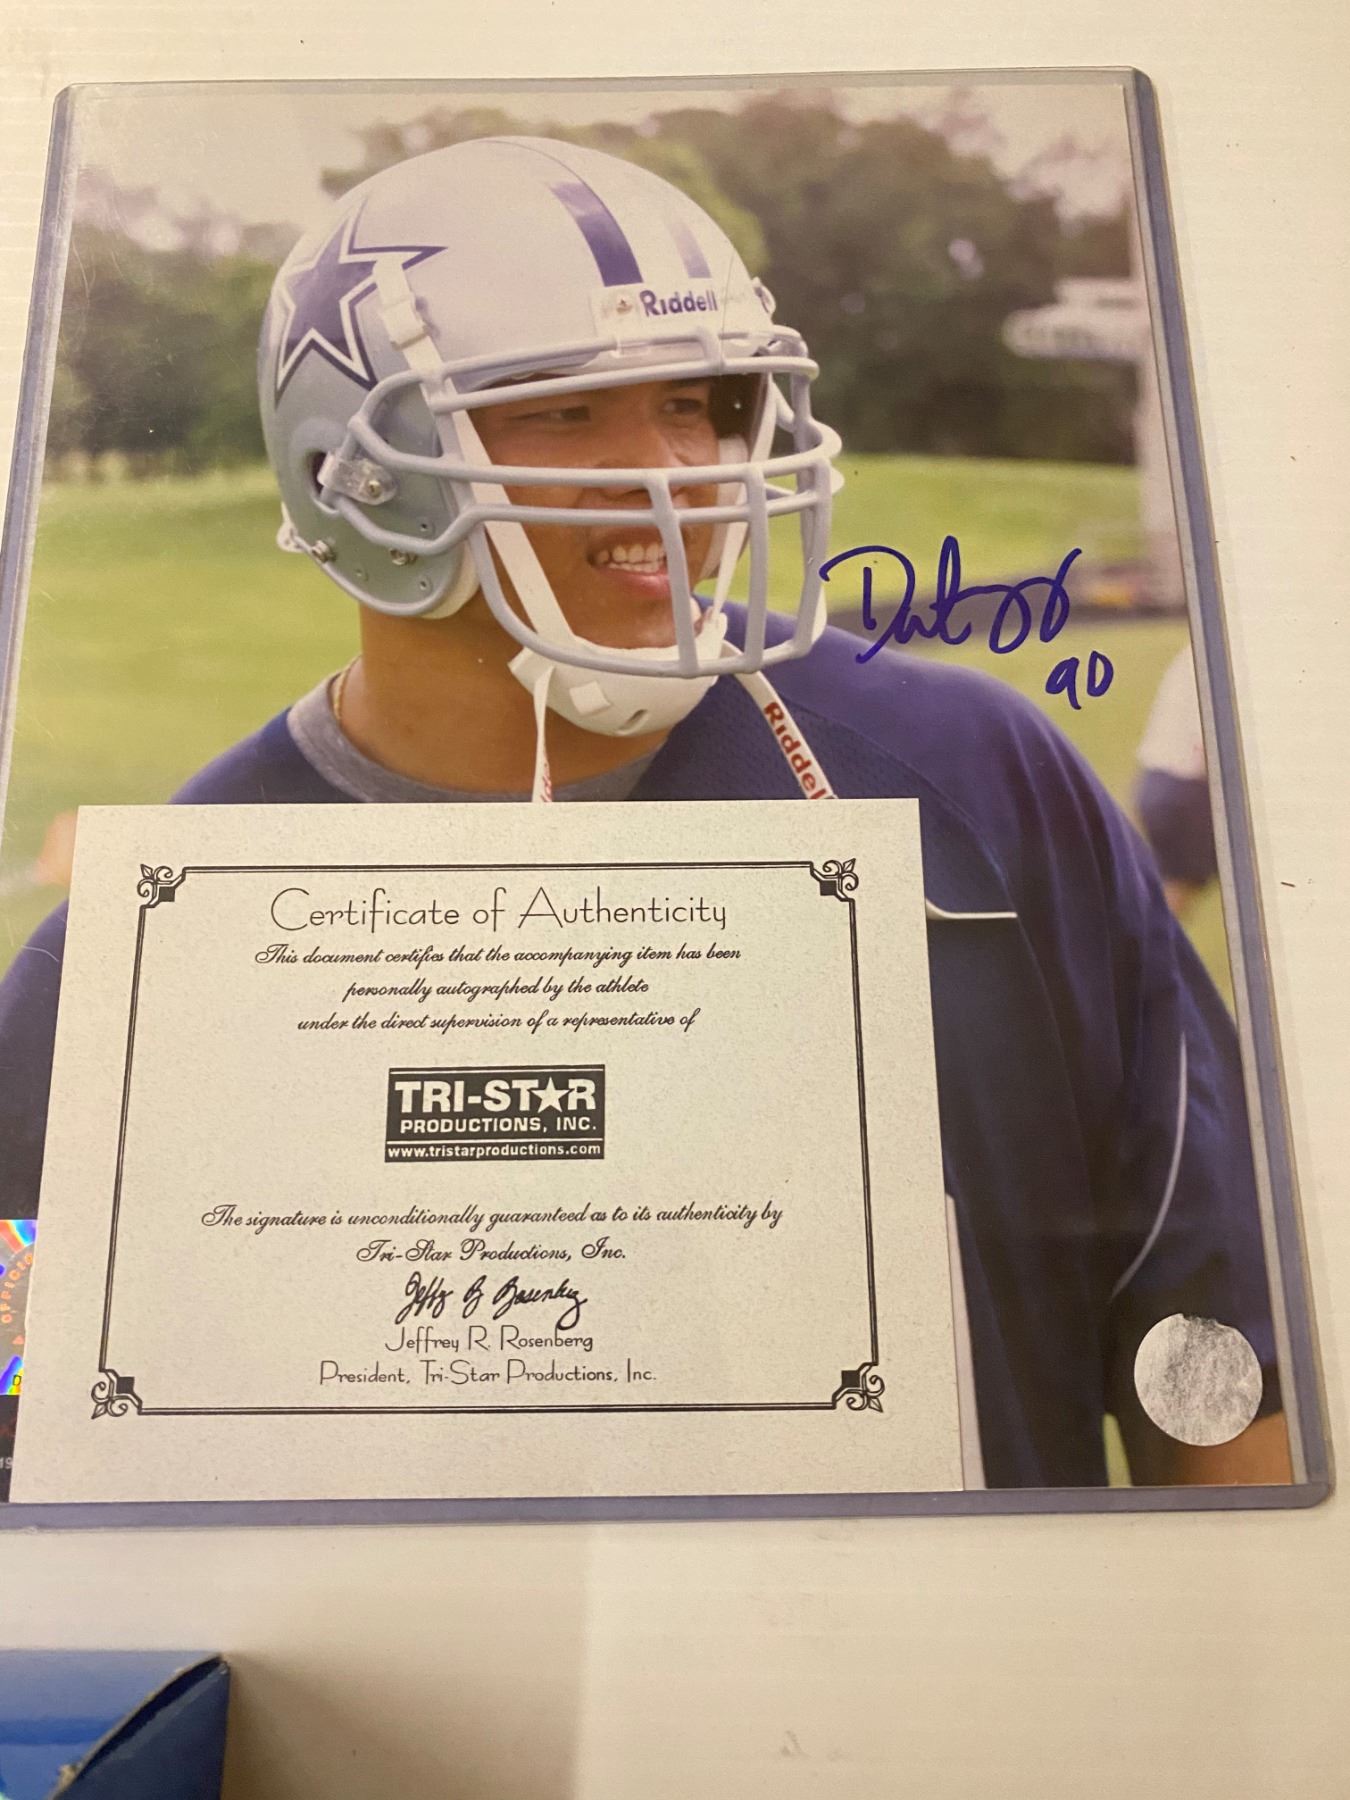 Riddell
90
Riddell
Certificate of Authenticity
This document certifies that the accompanying item has been
personally autographed by the athlete
under the direct supervision of a representative of
TRI-STAR
PRODUCTIONS, INC.
www.tristarproductions.com
The signature is unconditionally guaranteed as to its authenticity by
Tri-Star Productions, Inc.
Jeffrey R. Rosenberg
President, Tri-Star Productions, Inc.